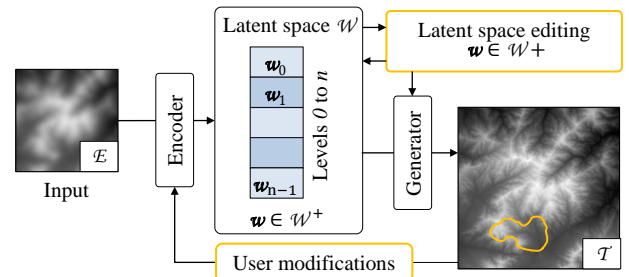 Latent space 𝒲
Latent space editing
𝒘 ∈ 𝒲+
ℰ
Input
Encoder
𝒘0
𝒘1
𝒘n−1
Levels 0 to n
𝒘 ∈ 𝒲+
Generator
𝒯
User modifications